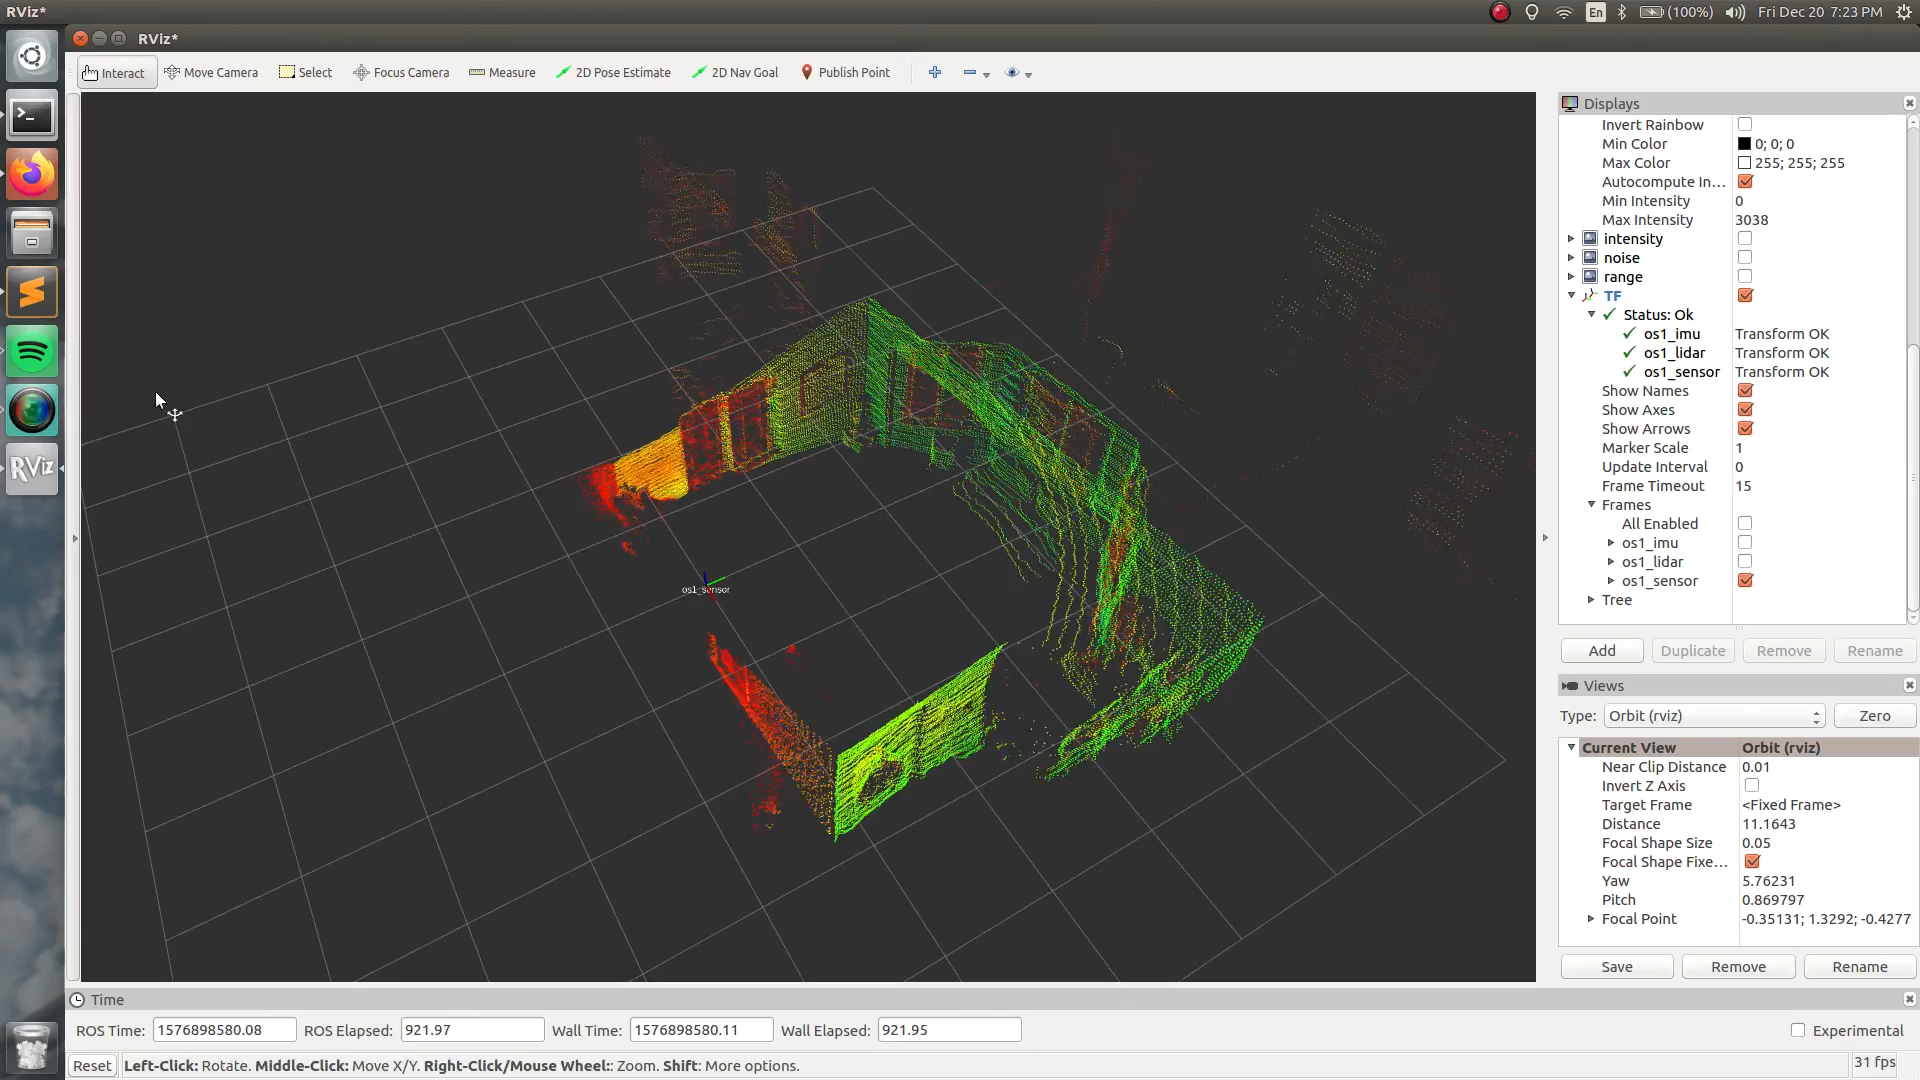 RViz*
En
(100%)
Fri Dec 20 7:23 PM
RViz*
Interact
Move Camera
Select
Focus Camera
Measure
2D Pose Estimate
2D Nav Goal
Publish Point
Displays
Invert Rainbow
Min Color 0; 0; 0
Max Color 255; 255; 255
Autocompute In...
Min Intensity 0
Max Intensity 3038
intensity
noise
range
TF
Status: Ok
os1_imu Transform OK
os1_lidar Transform OK
os1_sensor Transform OK
Show Names
Show Axes
Show Arrows
Marker Scale 1
Update Interval 0
Frame Timeout 15
Frames
All Enabled
os1_imu
os1_lidar
os1_sensor
Tree
Add Duplicate Remove Rename
Views
Type: Orbit (rviz) Zero
Current View Orbit (rviz)
Near Clip Distance 0.01
Invert Z Axis
Target Frame <Fixed Frame>
Distance 11.1643
Focal Shape Size 0.05
Focal Shape Fixe...
Yaw 5.76231
Pitch 0.869797
Focal Point -0.35131; 1.3292; -0.4277
Save Remove Rename
RViz
os1_sensor
Time
ROS Time: 1576898580.08 ROS Elapsed: 921.97 Wall Time: 1576898580.11 Wall Elapsed: 921.95 Experimental
Reset Left-Click: Rotate. Middle-Click: Move X/Y. Right-Click/Mouse Wheel:: Zoom. Shift: More options. 31 fps